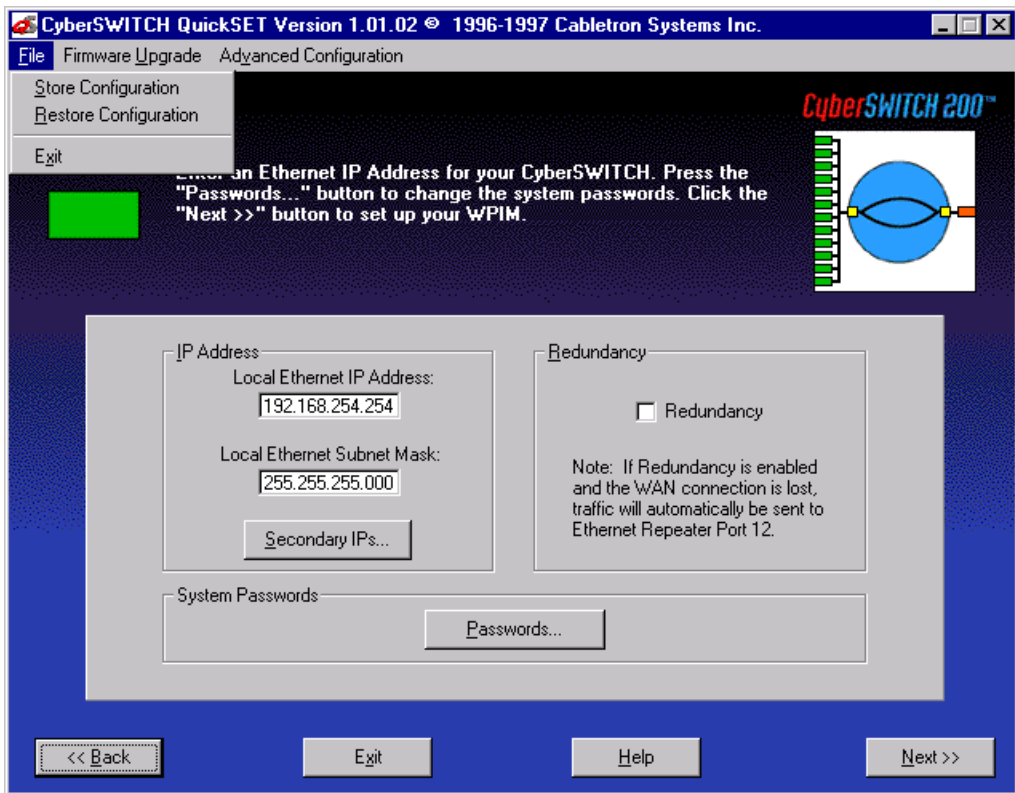 CyberSWITCH QuickSET Version 1.01.02 © 1996-1997 Cabletron Systems Inc.
File Firmware Upgrade Advanced Configuration
Store Configuration
Restore Configuration
Exit
CyberSWITCH 200™
an Ethernet IP Address for your CyberSWITCH. Press the
"Passwords..." button to change the system passwords. Click the
"Next >>" button to set up your WPIM.
IP Address
Local Ethernet IP Address:
192.168.254.254
Local Ethernet Subnet Mask:
255.255.255.000
Secondary IPs...
Redundancy
Redundancy
Note: If Redundancy is enabled
and the WAN connection is lost,
traffic will automatically be sent to
Ethernet Repeater Port 12.
System Passwords
Passwords...
<< Back
Exit
Help
Next >>